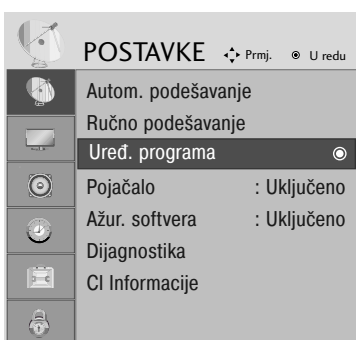 POSTAVKE Prmj. U redu
Autom. podešavanje
Ručno podešavanje
Uređ. programa
Pojačalo : Uključeno
Ažur. softvera : Uključeno
Dijagnostika
CI Informacije